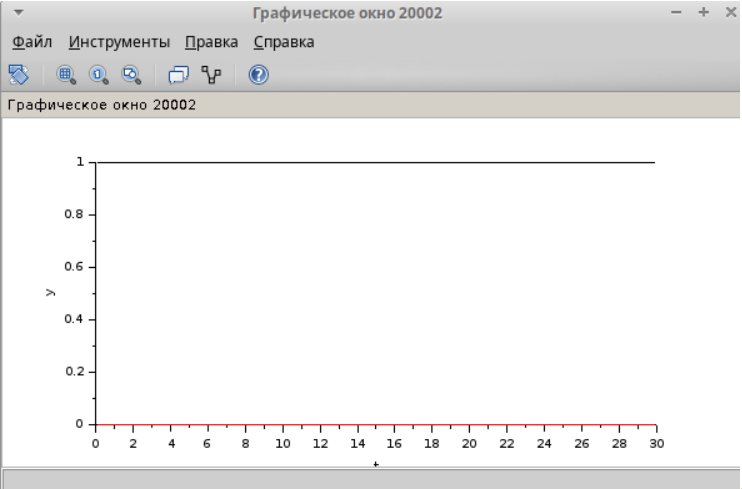 Графическое окно 20002
Файл Инструменты Правка Справка
Графическое окно 20002
1
0.8
0.6
y
0.4
0.2
0
0 2 4 6 8 10 12 14 16 18 20 22 24 26 28 30
t